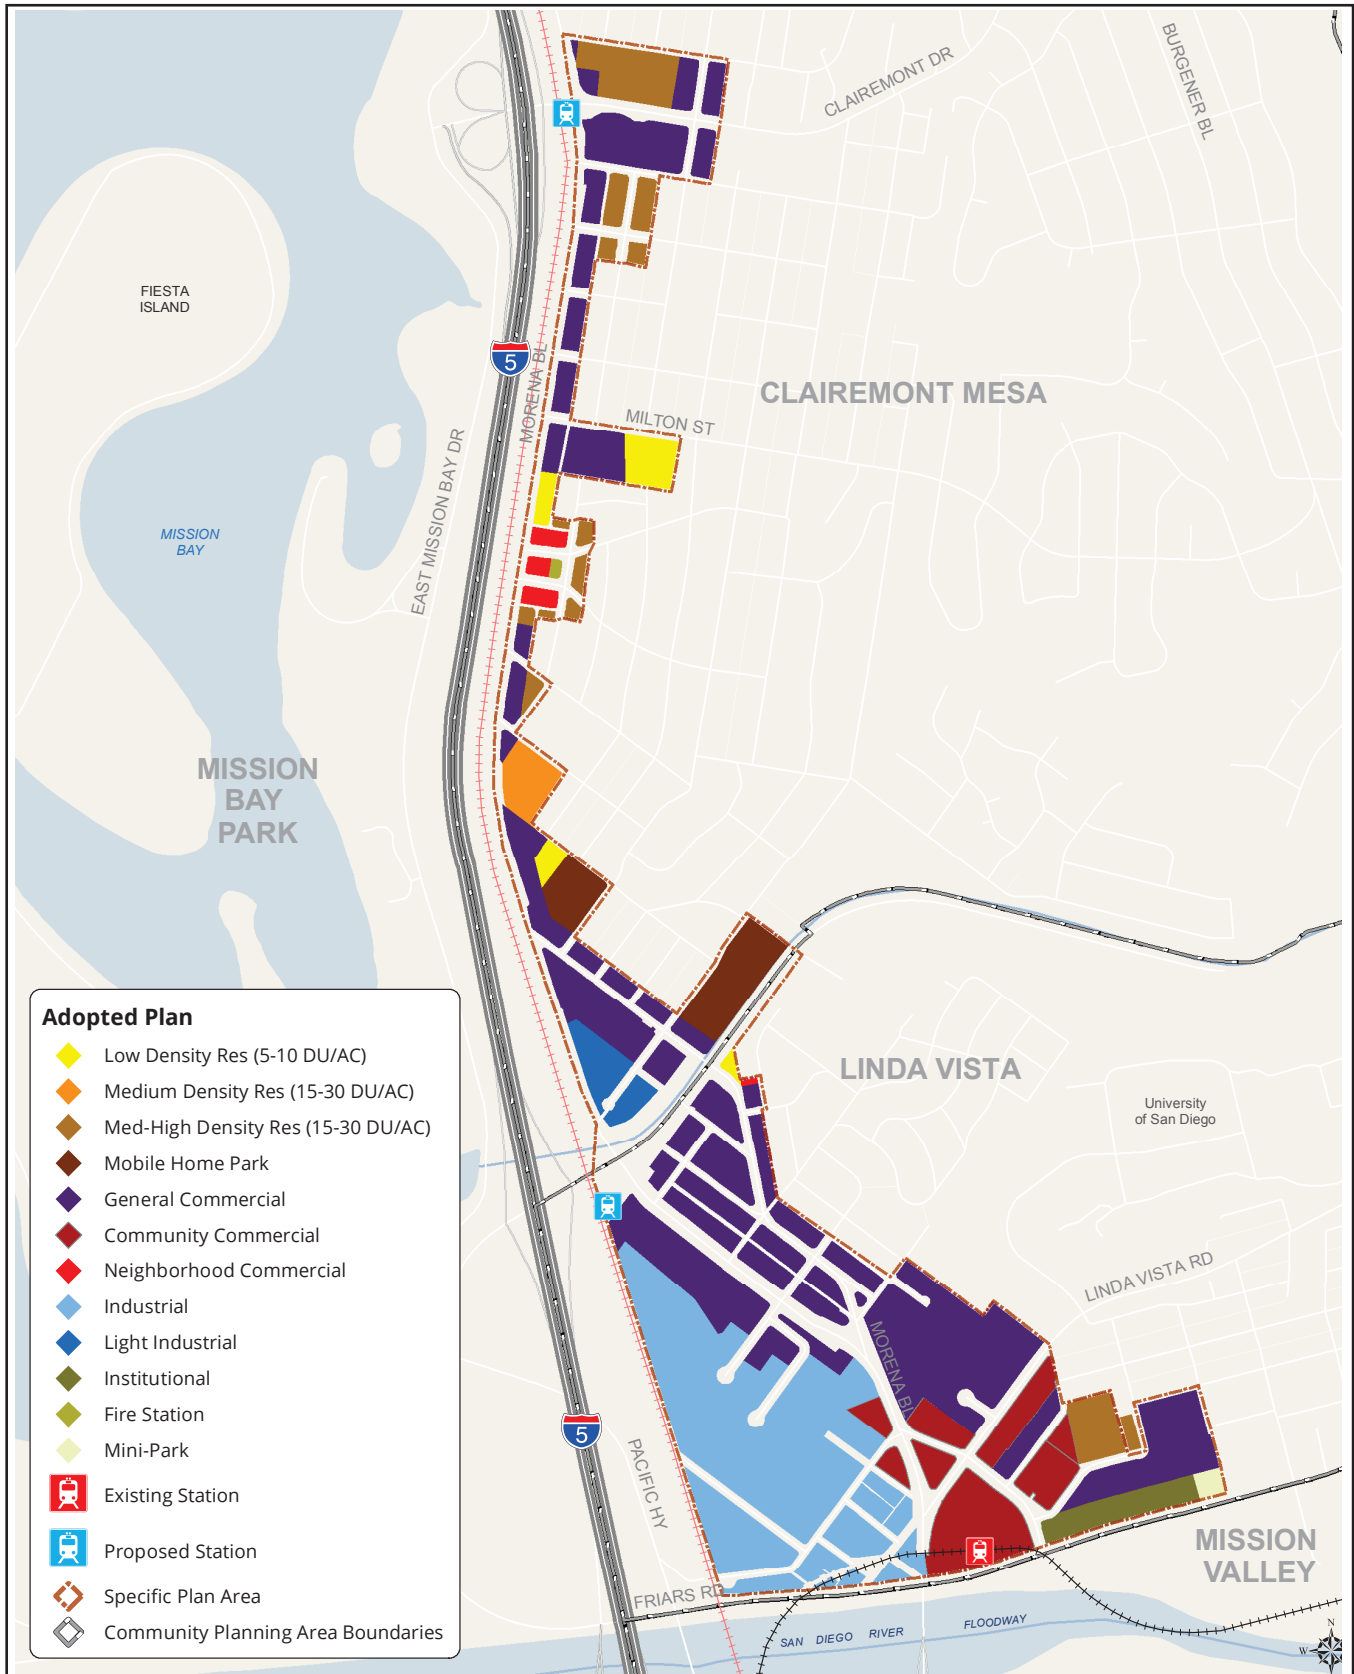 CLAIREMONT DR
BURGENER BL
FIESTA
ISLAND
5
MORENA BL
CLAIREMONT MESA
MILTON ST
EAST MISSION BAY DR
MISSION
BAY
MISSION
BAY
PARK
LINDA VISTA
University
of San Diego
LINDA VISTA RD
MORENA BL
5
PACIFIC HY
MISSION
VALLEY
FRIARS RD
SAN DIEGO RIVER FLOODWAY
N
W
Adopted Plan
Low Density Res (5-10 DU/AC)
Medium Density Res (15-30 DU/AC)
Med-High Density Res (15-30 DU/AC)
Mobile Home Park
General Commercial
Community Commercial
Neighborhood Commercial
Industrial
Light Industrial
Institutional
Fire Station
Mini-Park
Existing Station
Proposed Station
Specific Plan Area
Community Planning Area Boundaries